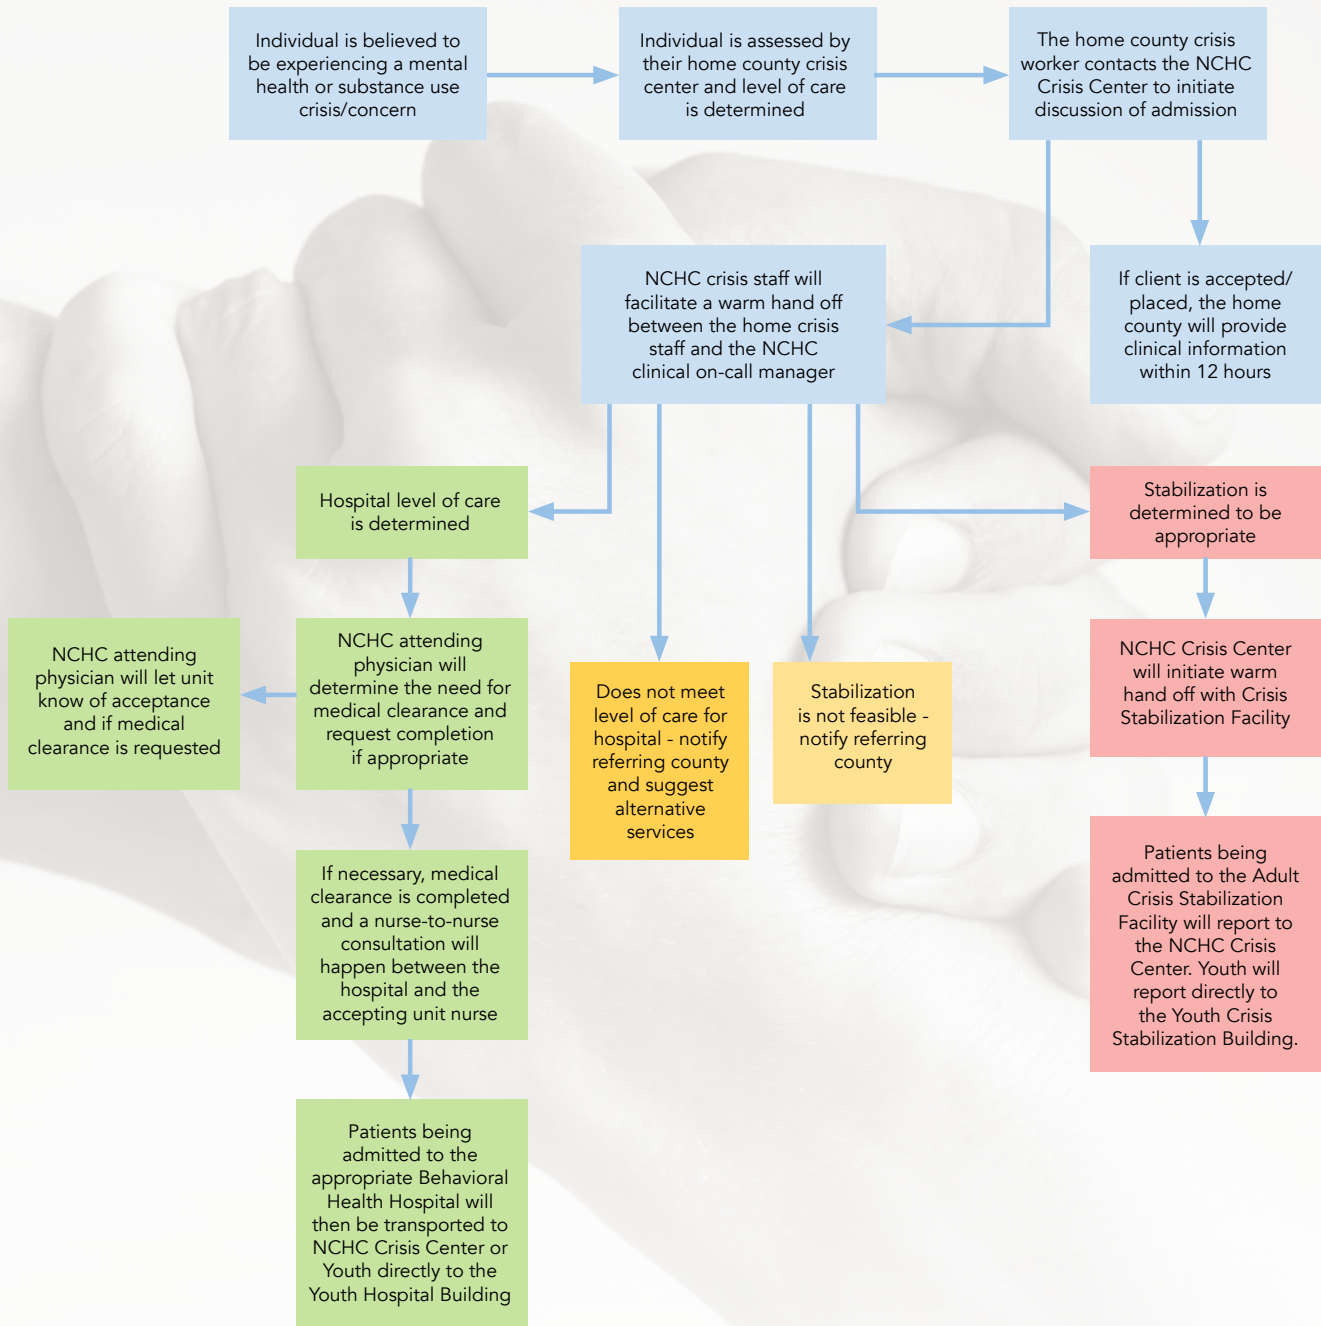 Individual is believed to
be experiencing a mental
health or substance use
crisis/concern
Individual is assessed by
their home county crisis
center and level of care
is determined
The home county crisis
worker contacts the NCHC
Crisis Center to initiate
discussion of admission
NCHC crisis staff will
facilitate a warm hand off
between the home crisis
staff and the NCHC
clinical on-call manager
If client is accepted/
placed, the home
county will provide
clinical information
within 12 hours
Hospital level of care
is determined
Stabilization is
determined to be
appropriate
NCHC attending
physician will let unit
know of acceptance
and if medical
clearance is requested
NCHC attending
physician will
determine the need for
medical clearance and
request completion
if appropriate
Does not meet
level of care for
hospital - notify
referring county
and suggest
alternative
services
Stabilization
is not feasible -
notify referring
county
NCHC Crisis Center
will initiate warm
hand off with Crisis
Stabilization Facility
If necessary, medical
clearance is completed
and a nurse-to-nurse
consultation will
happen between the
hospital and the
accepting unit nurse
Patients being
admitted to the Adult
Crisis Stabilization
Facility will report to
the NCHC Crisis
Center. Youth will
report directly to
the Youth Crisis
Stabilization Building.
Patients being
admitted to the
appropriate Behavioral
Health Hospital will
then be transported to
NCHC Crisis Center or
Youth directly to the
Youth Hospital Building